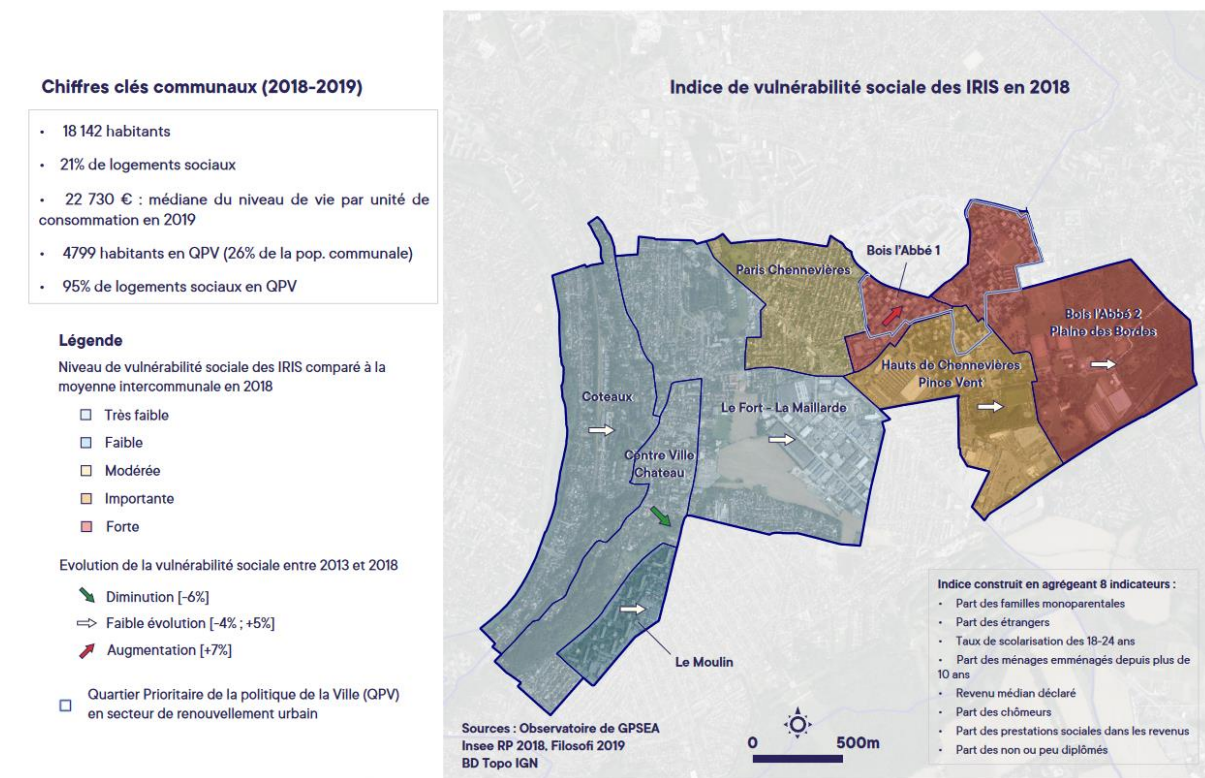 Chiffres clés communaux (2018-2019)
• 18 142 habitants
• 21% de logements sociaux
• 22 730 € : médiane du niveau de vie par unité de
consommation en 2019
• 4799 habitants en QPV (26% de la pop. communale)
• 95% de logements sociaux en QPV
Légende
Niveau de vulnérabilité sociale des IRIS comparé à la
moyenne intercommunale en 2018
Très faible
Faible
Modérée
Importante
Forte
Evolution de la vulnérabilité sociale entre 2013 et 2018
Diminution [-6%]
Faible évolution [-4% ; +5%]
Augmentation [+7%]
Quartier Prioritaire de la politique de la Ville (QPV)
en secteur de renouvellement urbain
Indice de vulnérabilité sociale des IRIS en 2018
Bois l'Abbé 1
Paris Chennevières
Bois l'Abbé 2
Plaine des Bordes
Hauts de Chennevières
Pince Vent
Coteaux
Le Fort - La Maillarde
Centre Ville
Chateau
Le Moulin
Sources : Observatoire de GPSEA
Insee RP 2018, Filosofi 2019
BD Topo IGN
0 500m
Indice construit en agrégeant 8 indicateurs :
• Part des familles monoparentales
• Part des étrangers
• Taux de scolarisation des 18-24 ans
• Part des ménages emménagés depuis plus de
10 ans
• Revenu médian déclaré
• Part des chômeurs
• Part des prestations sociales dans les revenus
• Part des non ou peu diplômés